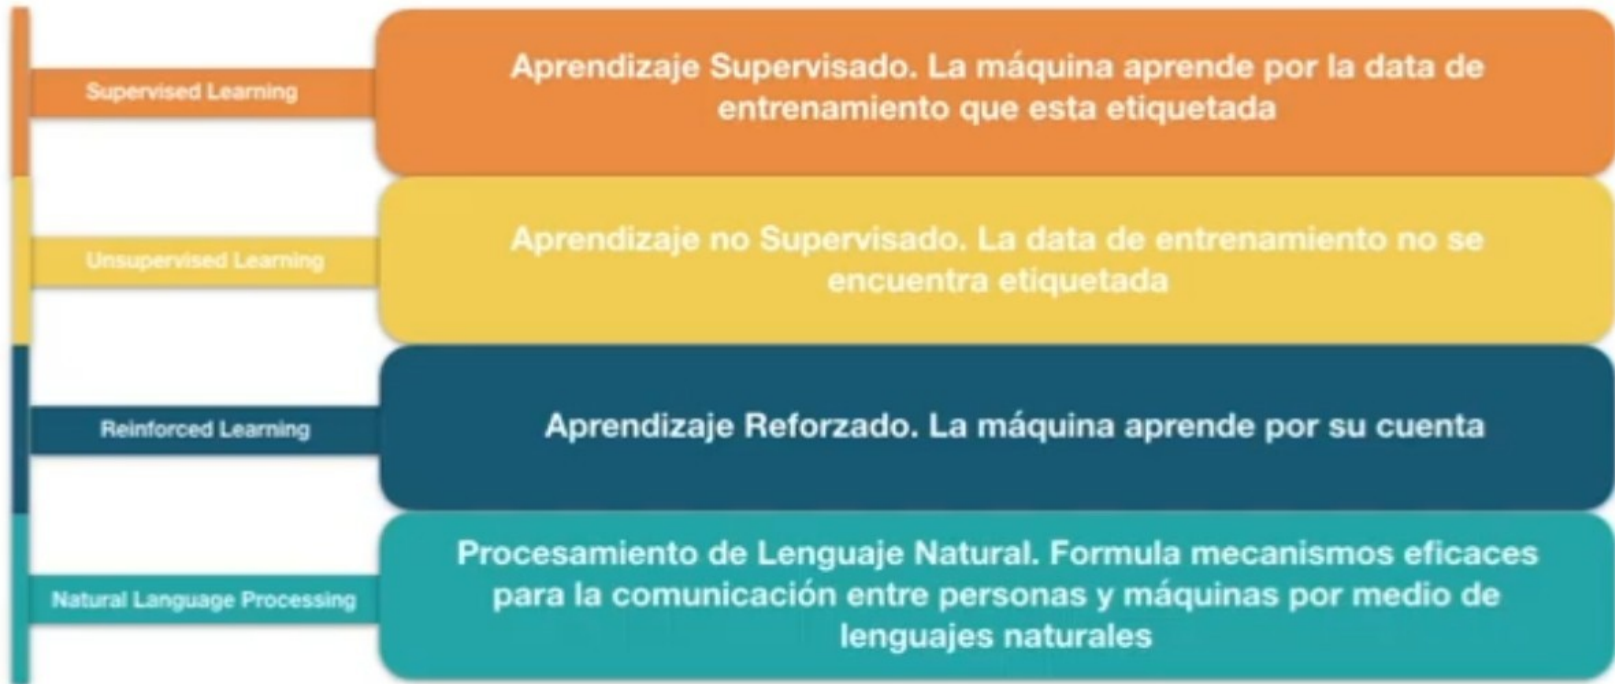 Supervised Learning
Aprendizaje Supervisado. La máquina aprende por la data de
entrenamiento que esta etiquetada
Unsupervised Learning
Aprendizaje no Supervisado. La data de entrenamiento no se
encuentra etiquetada
Reinforced Learning
Aprendizaje Reforzado. La máquina aprende por su cuenta
Natural Language Processing
Procesamiento de Lenguaje Natural. Formula mecanismos eficaces
para la comunicación entre personas y máquinas por medio de
lenguajes naturales